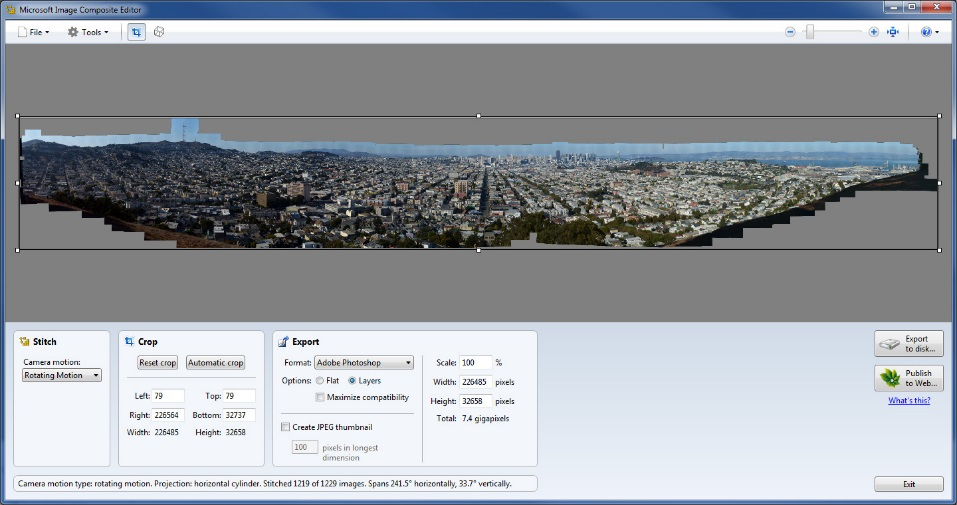 Microsoft Image Composite Editor
File Tools
Stitch
Camera motion:
Rotating Motion
Crop
Reset crop Automatic crop
Left: 79 Top: 79
Right: 226564 Bottom: 32737
Width: 226485 Height: 32658
Export
Format: Adobe Photoshop
Options: Flat Layers
Maximize compatibility
Create JPEG thumbnail
100 pixels in longest
dimension
Scale: 100 %
Width: 226485 pixels
Height: 32658 pixels
Total: 7.4 gigapixels
Export
to disk...
Publish
to Web...
What's this?
Camera motion type: rotating motion. Projection: horizontal cylinder. Stitched 1219 of 1229 images. Spans 241.5° horizontally, 33.7° vertically.
Exit